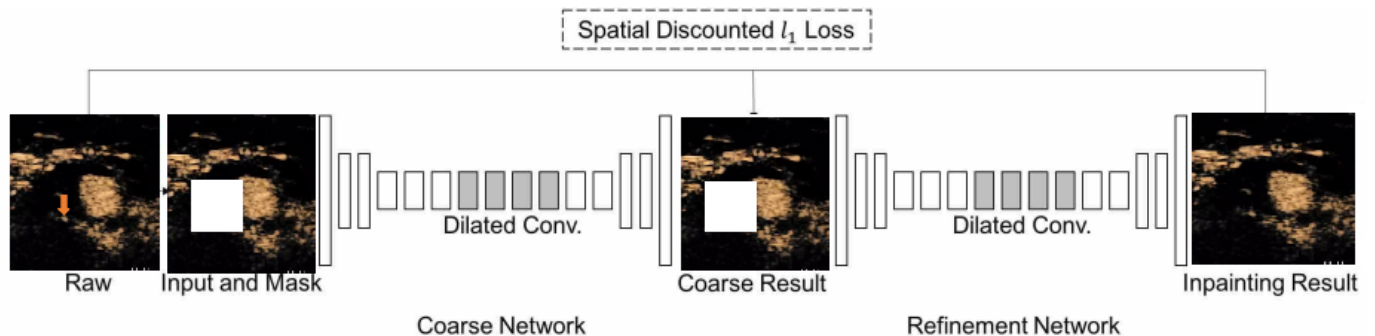 Spatial Discounted l₁ Loss
Dilated Conv.
Dilated Conv.
Raw
Input and Mask
Coarse Result
Inpainting Result
Coarse Network
Refinement Network